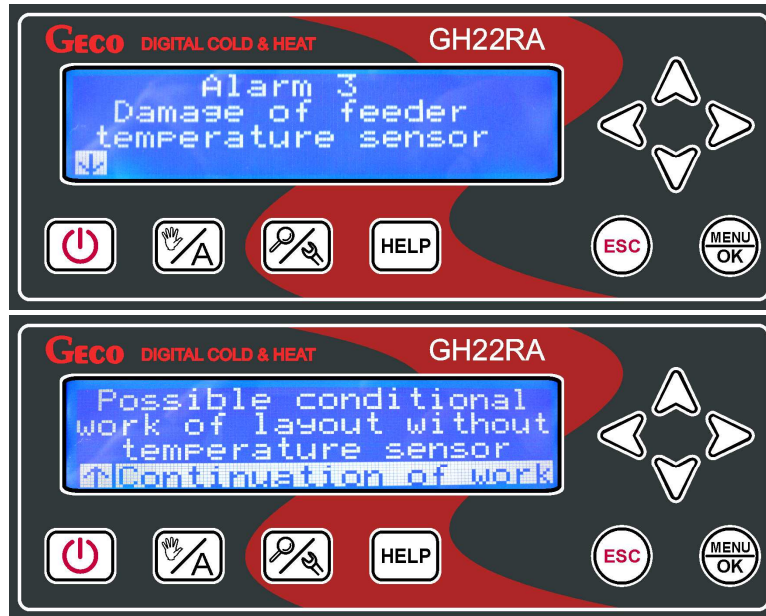 GECO DIGITAL COLD & HEAT GH22RA
Alarm 3
Damage of feeder
temperature sensor
A
HELP
ESC
MENU
OK
GECO DIGITAL COLD & HEAT GH22RA
Possible conditional
work of layout without
temperature sensor
Continuation of work
A
HELP
ESC
MENU
OK